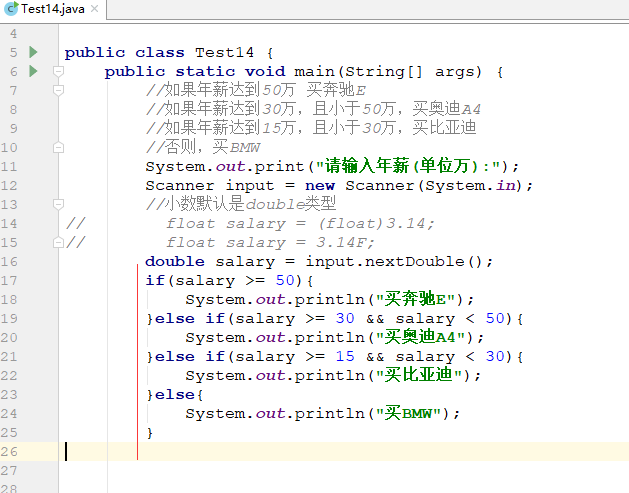 Test14.java
4
5 public class Test14 {
6 public static void main(String[] args) {
7 //如果年薪达到50万 买奔驰E
8 //如果年薪达到30万，且小于50万，买奥迪A4
9 //如果年薪达到15万，且小于30万，买比亚迪
10 //否则，买BMW
11 System.out.print("请输入年薪(单位万):");
12 Scanner input = new Scanner(System.in);
13 //小数默认是double类型
14 // float salary = (float)3.14;
15 // float salary = 3.14F;
16 double salary = input.nextDouble();
17 if(salary >= 50){
18 System.out.println("买奔驰E");
19 }else if(salary >= 30 && salary < 50){
20 System.out.println("买奥迪A4");
21 }else if(salary >= 15 && salary < 30){
22 System.out.println("买比亚迪");
23 }else{
24 System.out.println("买BMW");
25 }
26
27
28